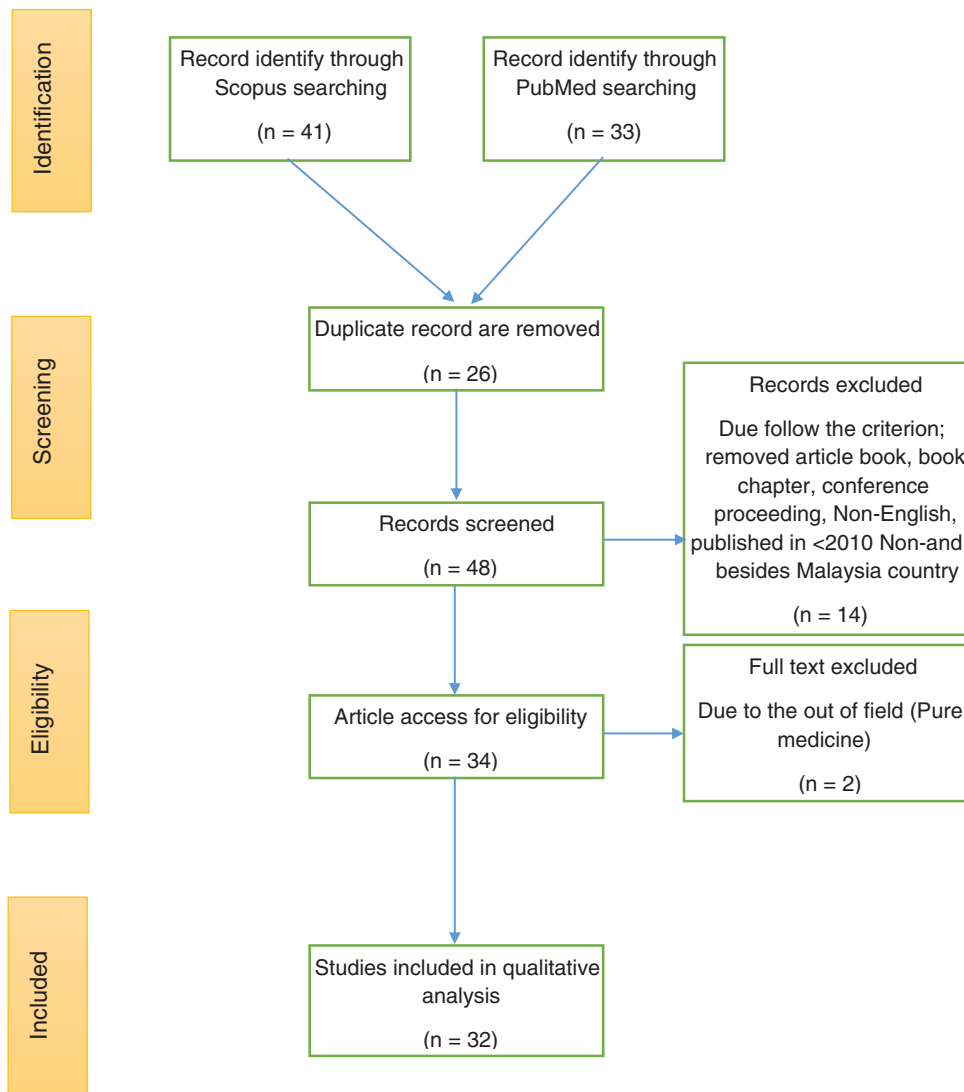 Identification
Record identify through
Scopus searching
(n = 41)
Record identify through
PubMed searching
(n = 33)
Screening
Duplicate record are removed
(n = 26)
Records screened
(n = 48)
Records excluded
Due follow the criterion;
removed article book, book
chapter, conference
proceeding, Non-English,
published in <2010 Non-and
besides Malaysia country
(n = 14)
Eligibility
Article access for eligibility
(n = 34)
Full text excluded
Due to the out of field (Pure
medicine)
(n = 2)
Included
Studies included in qualitative
analysis
(n = 32)